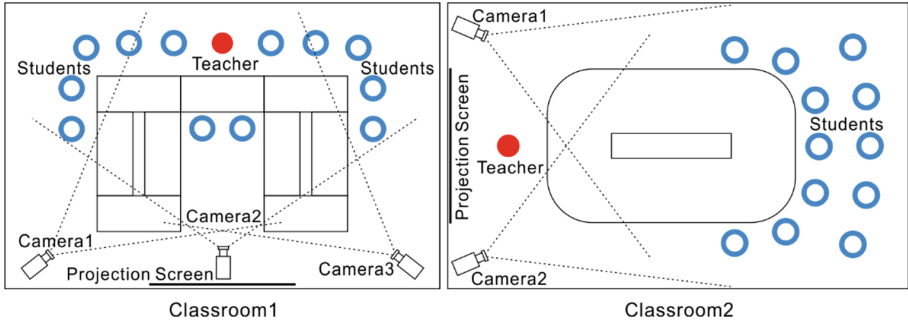 Students
Teacher
Students
Camera2
Camera1
Projection Screen
Camera3
Classroom1
Camera1
Projection Screen
Teacher
Students
Camera2
Classroom2